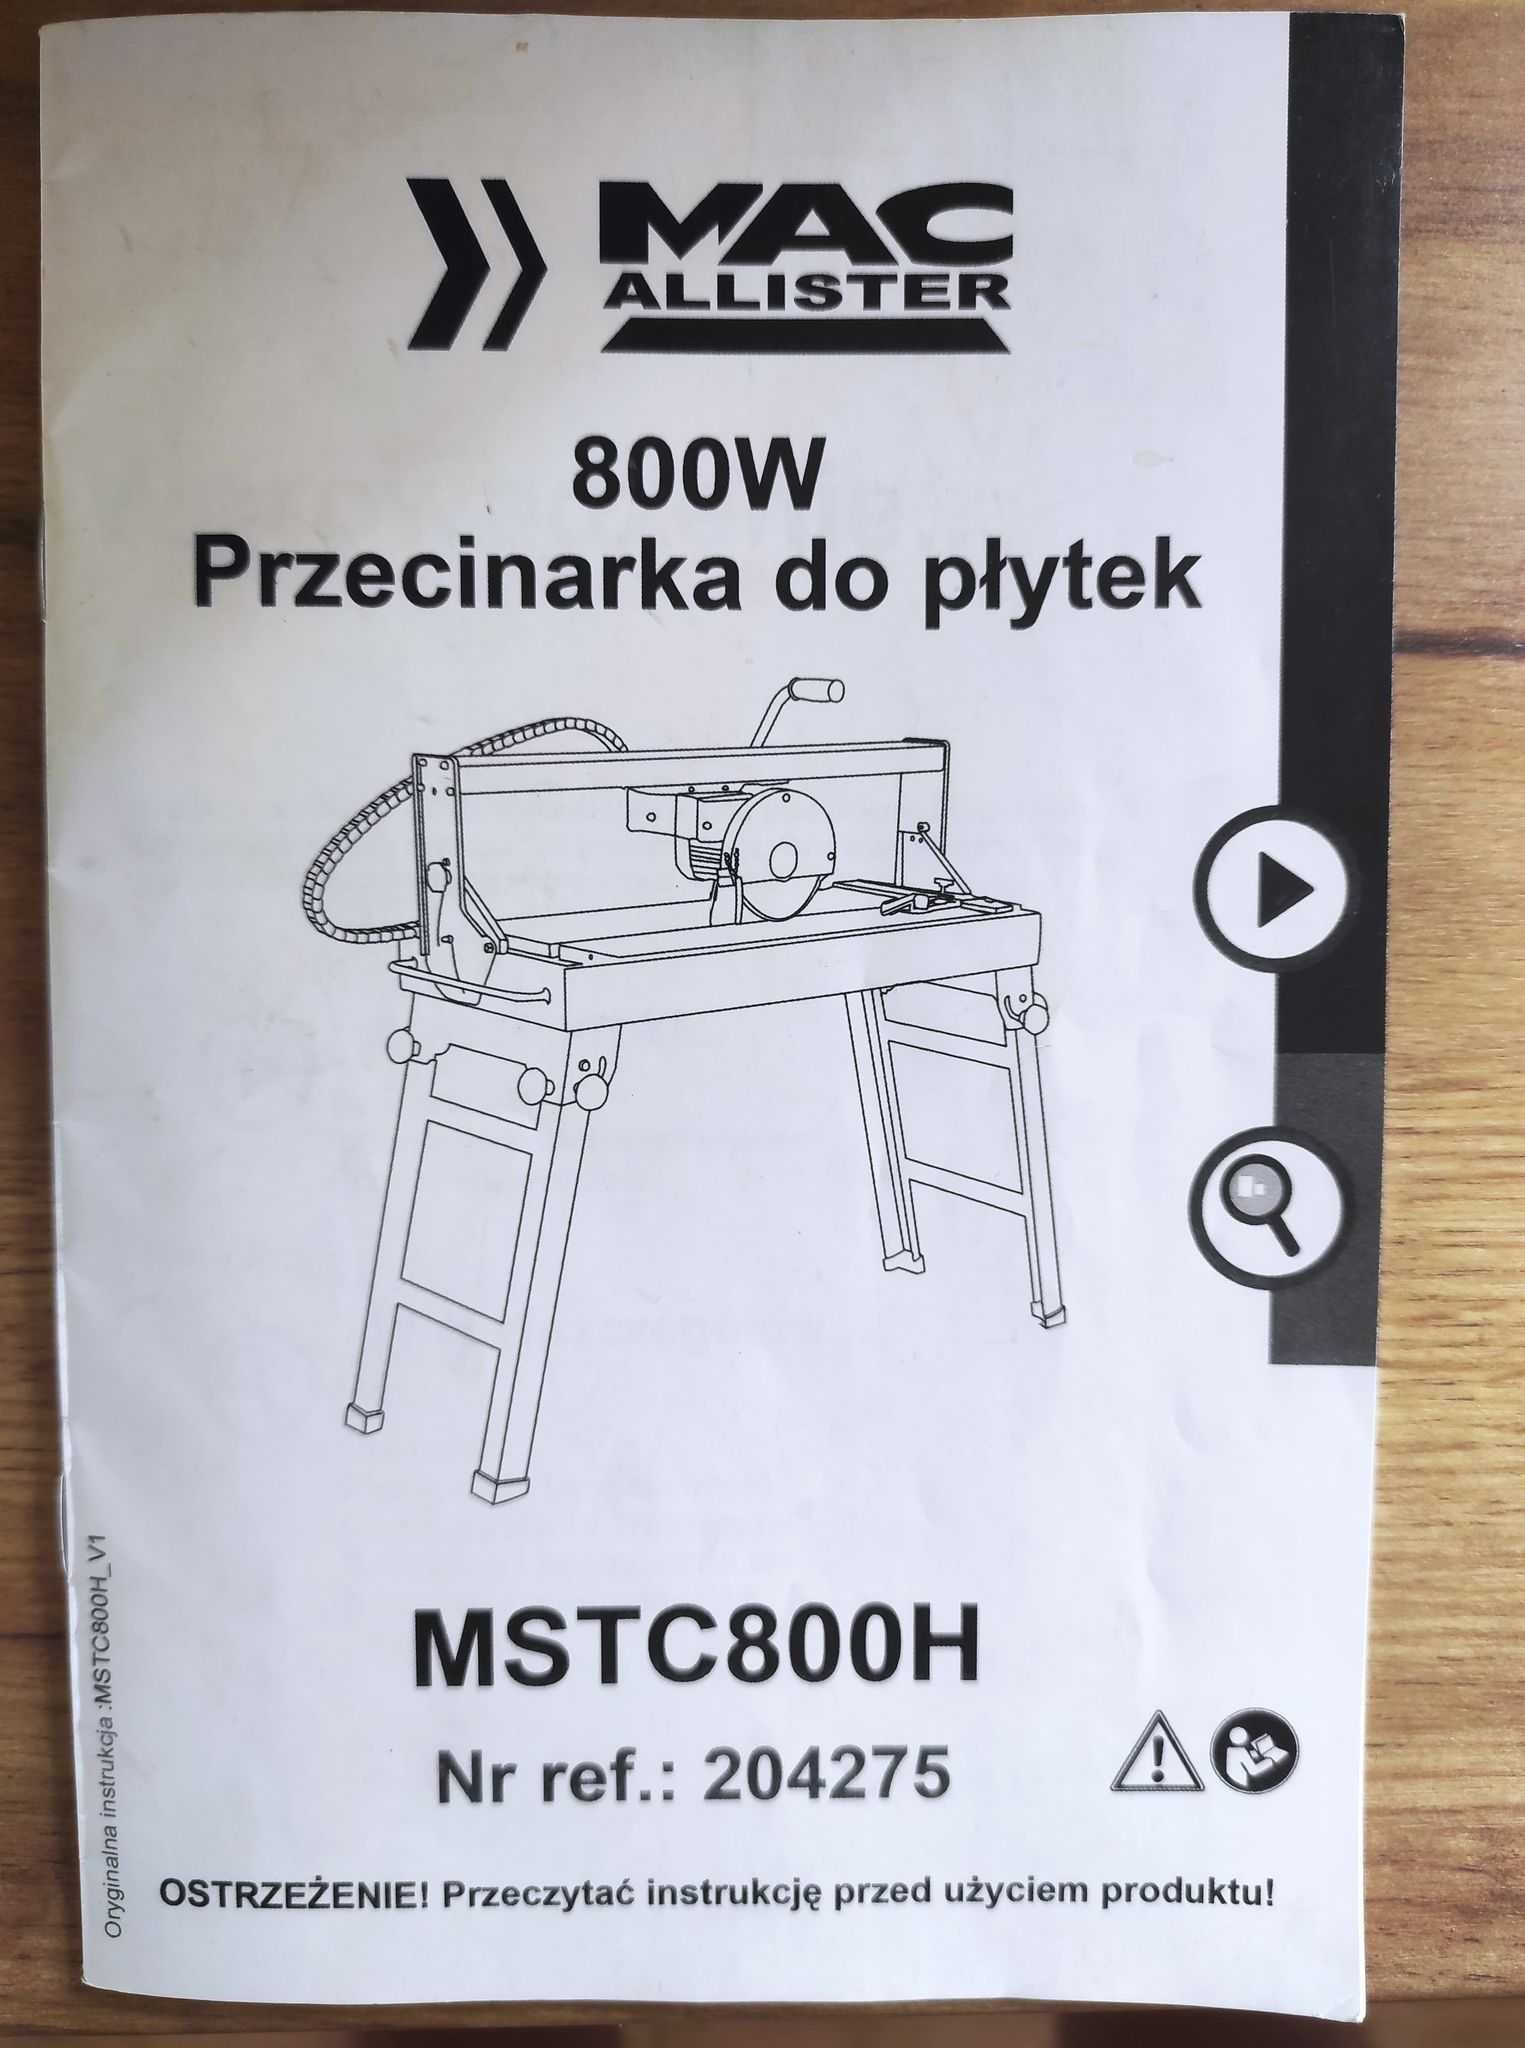 MAC
ALLISTER
800W
Przecinarka do płytek
MSTC800H
Nr ref.: 204275
OSTRZEŻENIE! Przeczytać instrukcję przed użyciem produktu!
Oryginalna instrukcja :MSTC800H_V1